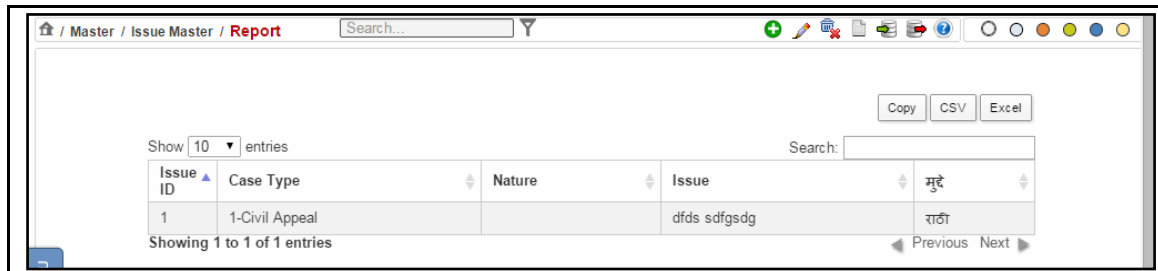 / Master / Issue Master / Report Search...
Copy CSV Excel
Show 10 entries Search:
Issue ID Case Type Nature Issue मुद्दे
1 1-Civil Appeal dfds sdfgsdg राठी
Showing 1 to 1 of 1 entries Previous Next